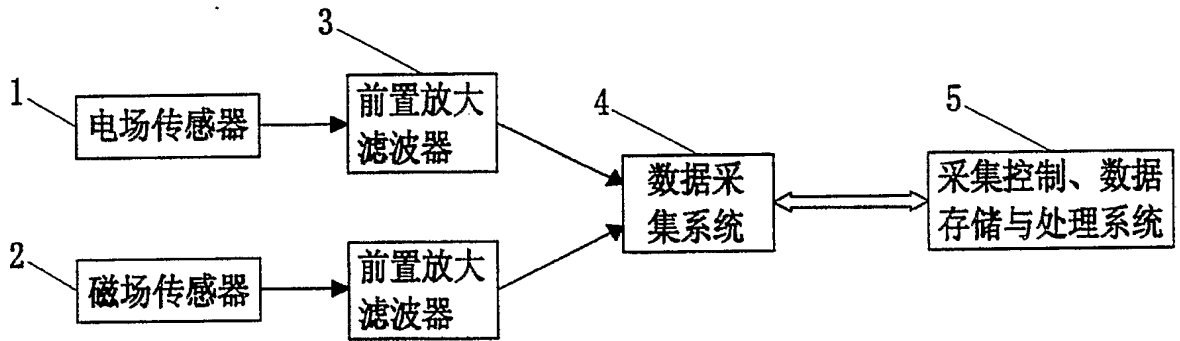 3
1
前置放大
滤波器
电场传感器
4
5
数据采
集系统
采集控制、数据
存储与处理系统
2
前置放大
滤波器
磁场传感器